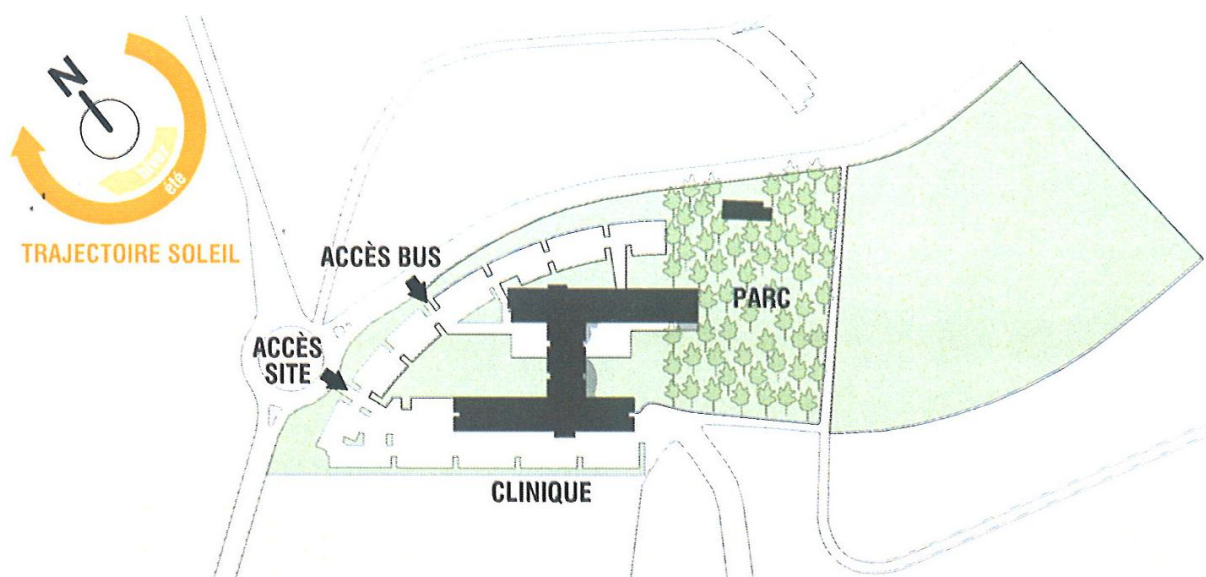 N
hiver
été
TRAJECTOIRE SOLEIL
ACCÈS BUS
ACCÈS
SITE
PARC
CLINIQUE